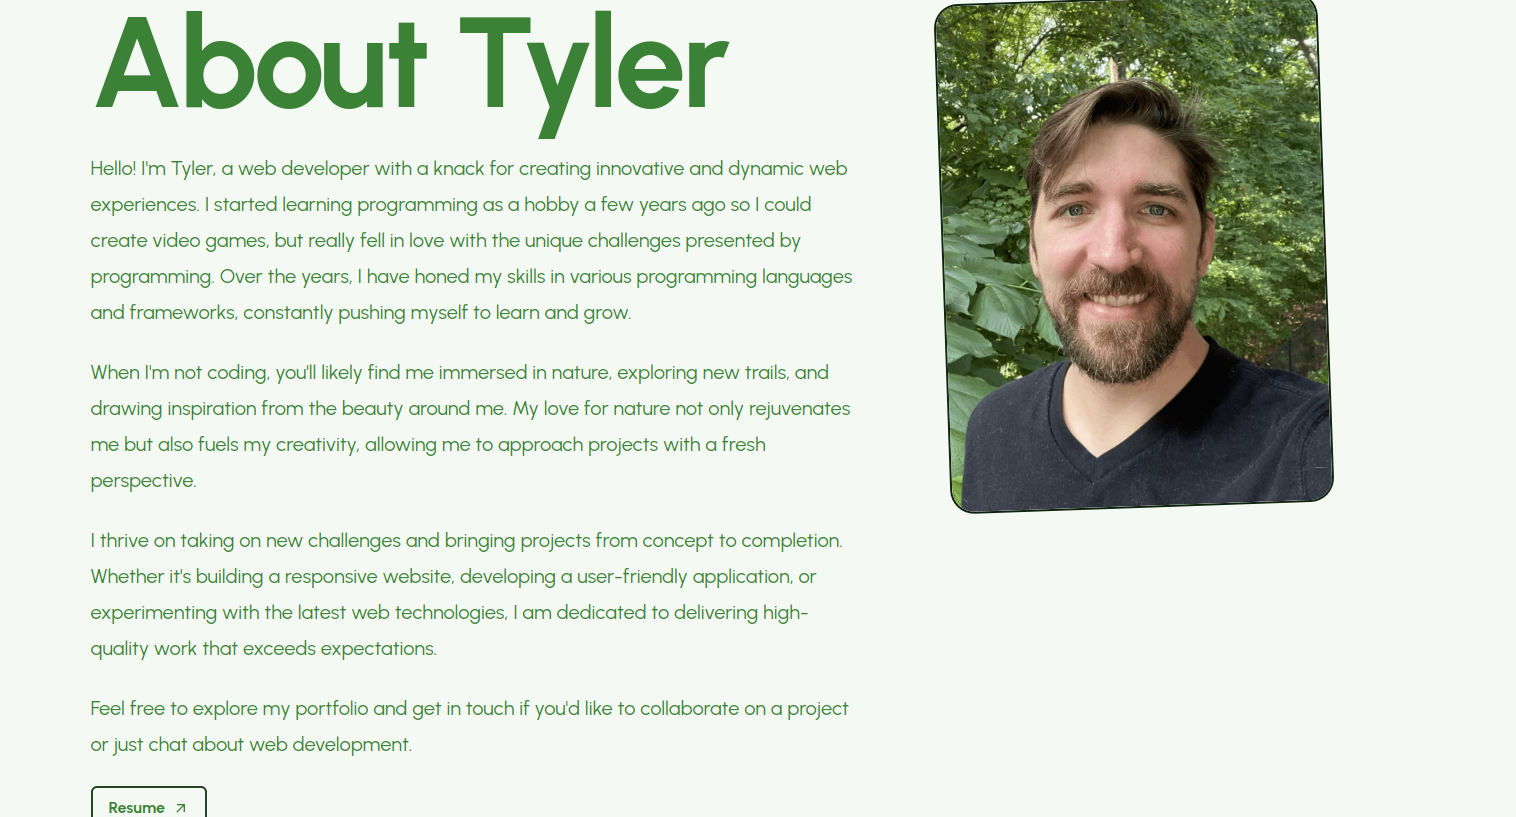 About Tyler
Hello! I'm Tyler, a web developer with a knack for creating innovative and dynamic web
experiences. I started learning programming as a hobby a few years ago so I could
create video games, but really fell in love with the unique challenges presented by
programming. Over the years, I have honed my skills in various programming languages
and frameworks, constantly pushing myself to learn and grow.
When I'm not coding, you'll likely find me immersed in nature, exploring new trails, and
drawing inspiration from the beauty around me. My love for nature not only rejuvenates
me but also fuels my creativity, allowing me to approach projects with a fresh
perspective.
I thrive on taking on new challenges and bringing projects from concept to completion.
Whether it's building a responsive website, developing a user-friendly application, or
experimenting with the latest web technologies, I am dedicated to delivering high-
quality work that exceeds expectations.
Feel free to explore my portfolio and get in touch if you'd like to collaborate on a project
or just chat about web development.
Resume